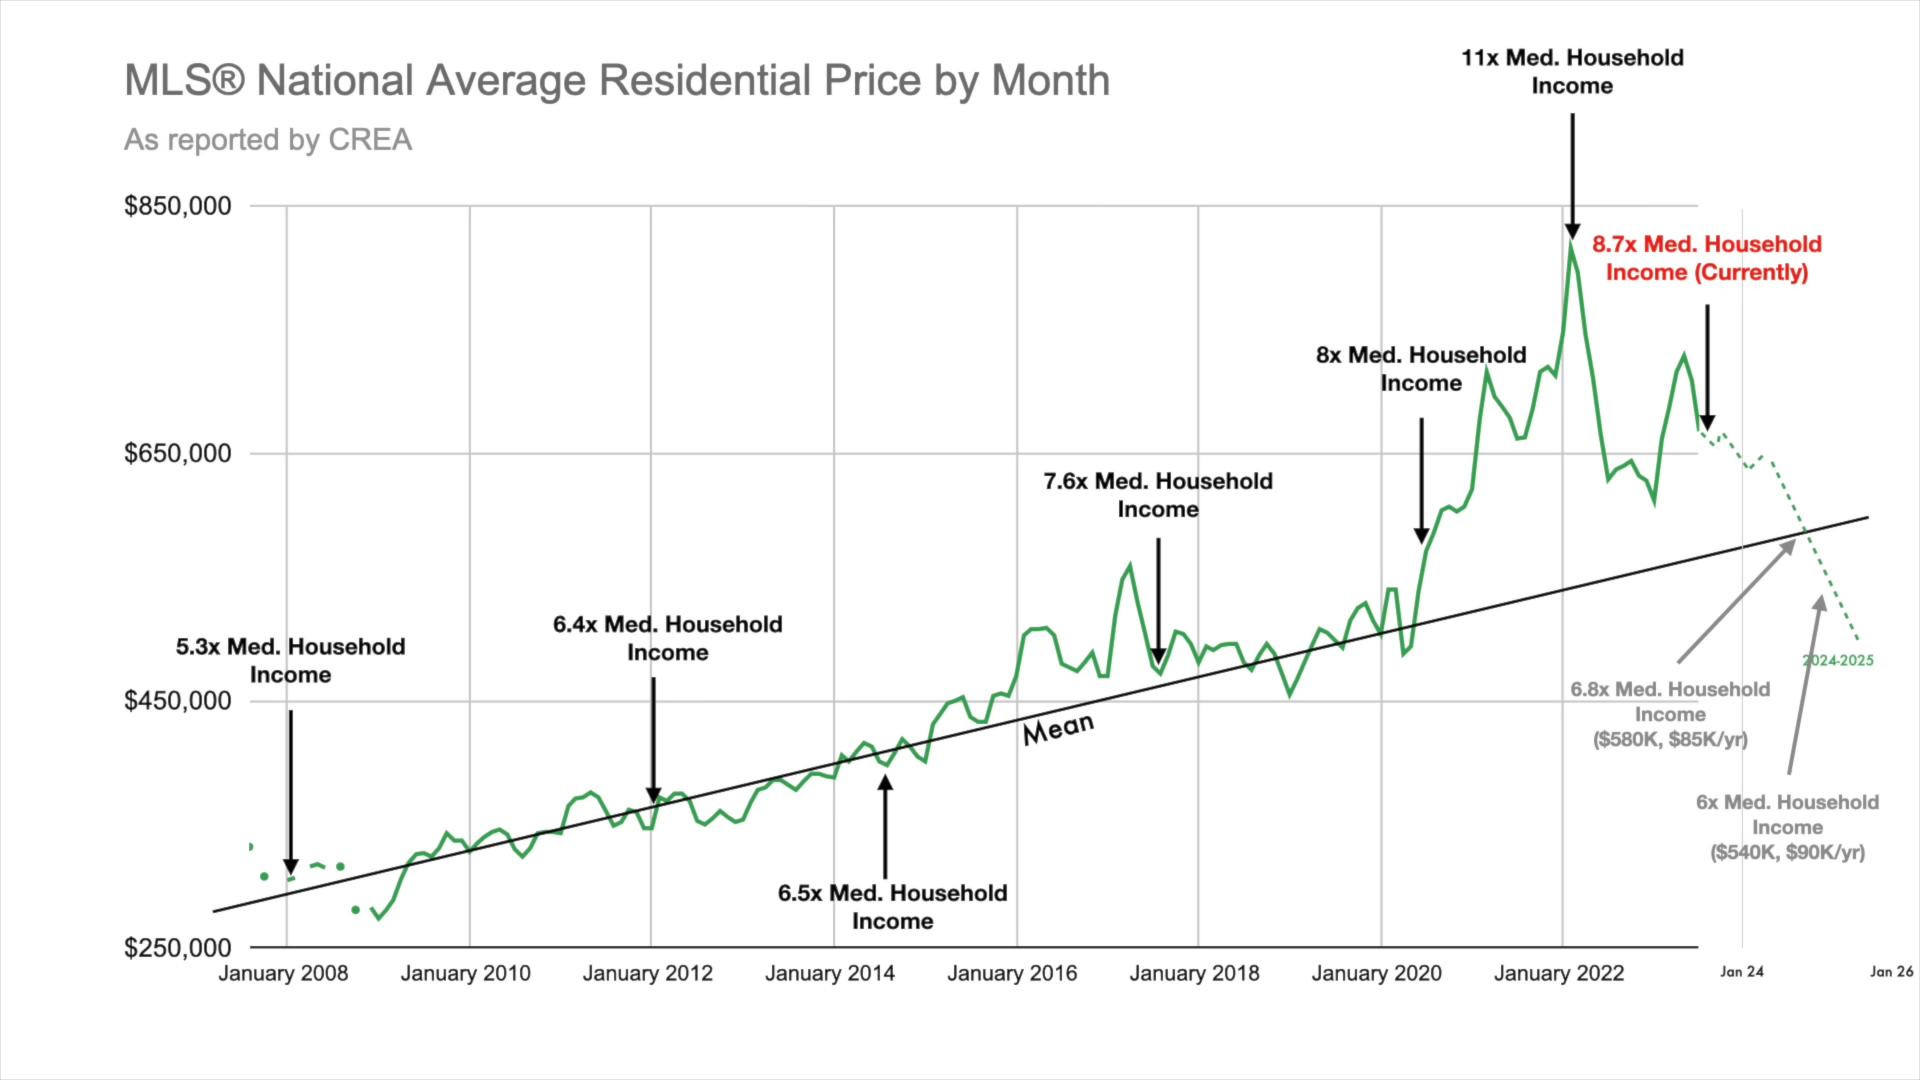 MLS® National Average Residential Price by Month
As reported by CREA
11x Med. Household
Income
$850,000
8.7x Med. Household
Income (Currently)
8x Med. Household
Income
$650,000
7.6x Med. Household
Income
6.4x Med. Household
Income
5.3x Med. Household
Income
2024-2025
6.8x Med. Household
Income
($580K, $85K/yr)
$450,000
Mean
6x Med. Household
Income
($540K, $90K/yr)
6.5x Med. Household
Income
$250,000
January 2008
January 2010
January 2012
January 2014
January 2016
January 2018
January 2020
January 2022
Jan 24
Jan 26